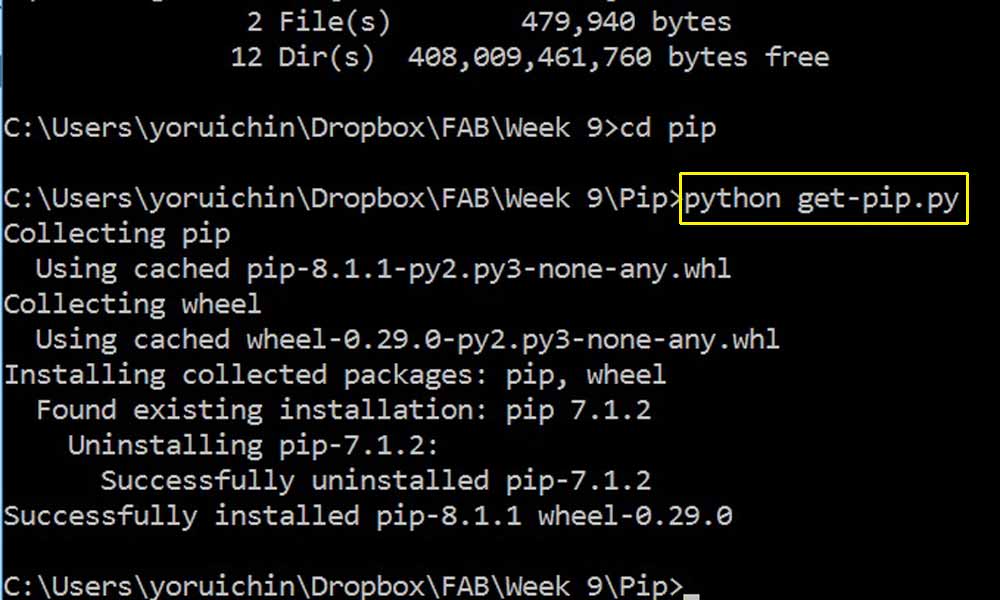 2 File(s) 479,940 bytes
12 Dir(s) 408,009,461,760 bytes free
C:\Users\yoruichin\Dropbox\FAB\Week 9>cd pip
C:\Users\yoruichin\Dropbox\FAB\Week 9\Pip>python get-pip.py
Collecting pip
Using cached pip-8.1.1-py2.py3-none-any.whl
Collecting wheel
Using cached wheel-0.29.0-py2.py3-none-any.whl
Installing collected packages: pip, wheel
Found existing installation: pip 7.1.2
Uninstalling pip-7.1.2:
Successfully uninstalled pip-7.1.2
Successfully installed pip-8.1.1 wheel-0.29.0
C:\Users\yoruichin\Dropbox\FAB\Week 9\Pip>_